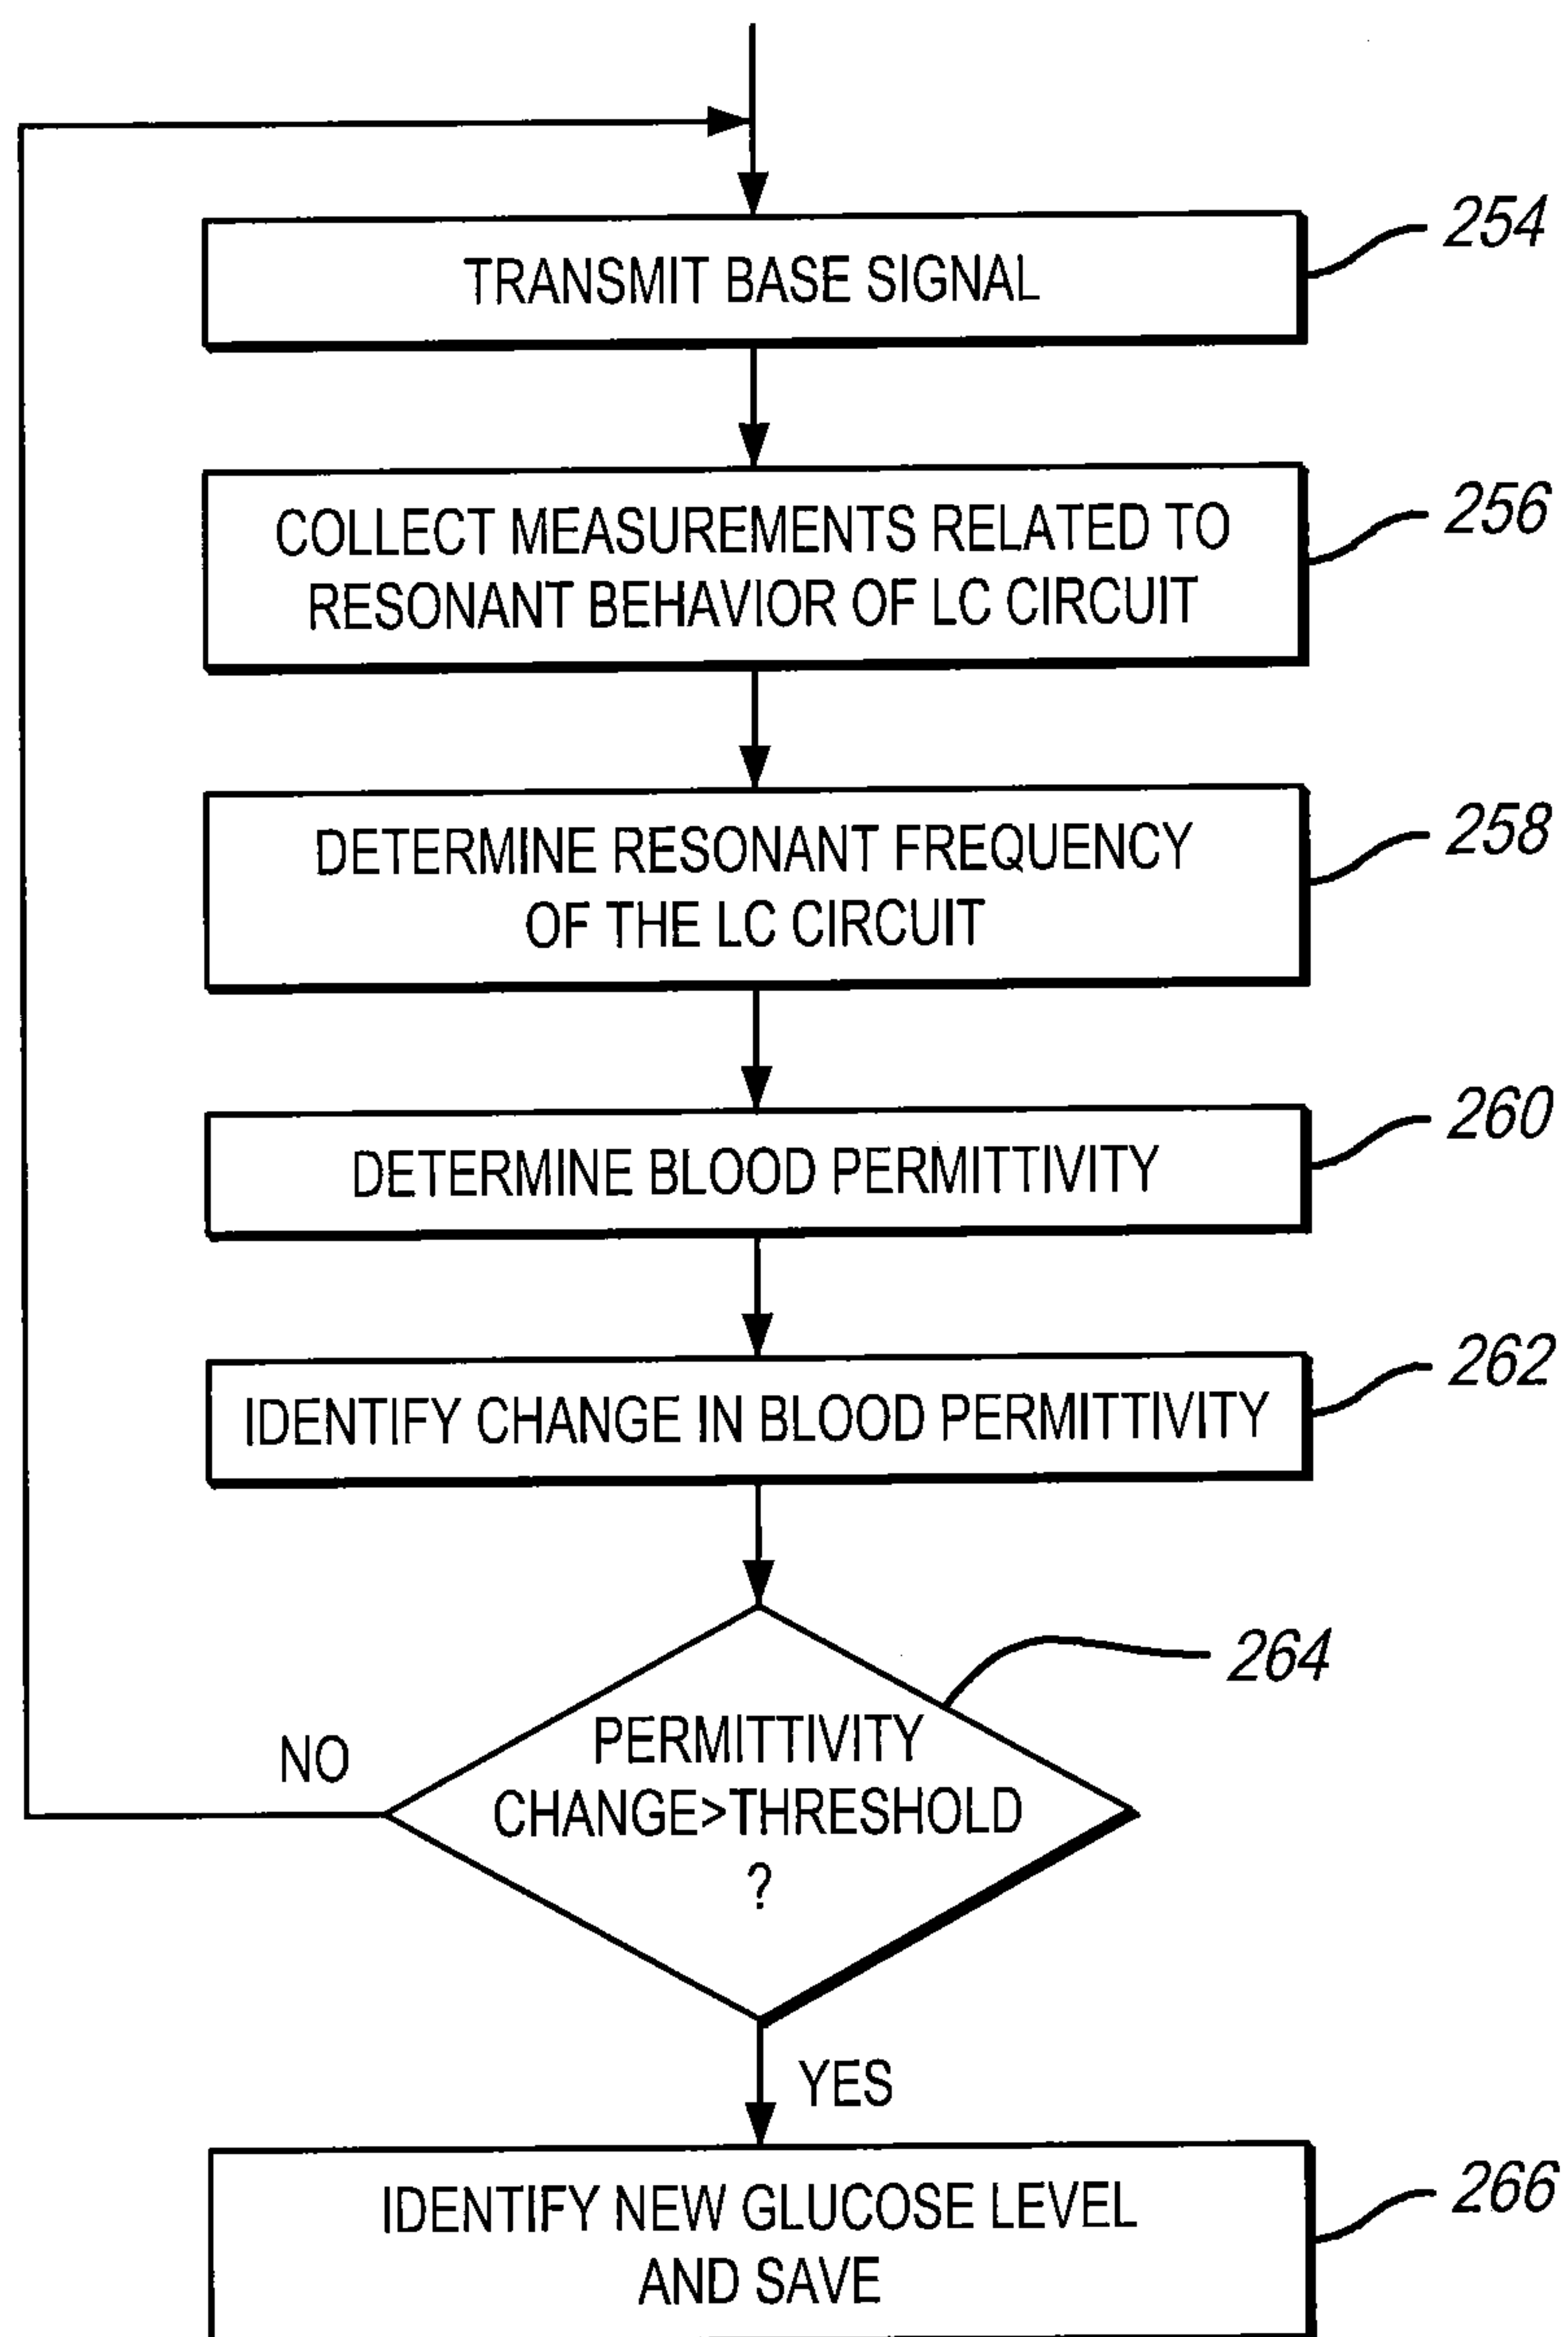 TRANSMIT BASE SIGNAL
254
COLLECT MEASUREMENTS RELATED TO
RESONANT BEHAVIOR OF LC CIRCUIT
256
DETERMINE RESONANT FREQUENCY
OF THE LC CIRCUIT
258
DETERMINE BLOOD PERMITTIVITY
260
IDENTIFY CHANGE IN BLOOD PERMITTIVITY
262
PERMITTIVITY
CHANGE>THRESHOLD
?
264
NO
YES
IDENTIFY NEW GLUCOSE LEVEL
AND SAVE
266